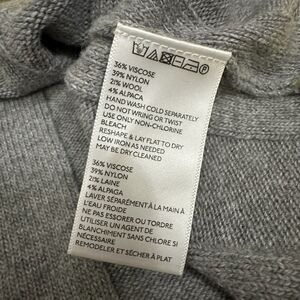 36% VISCOSE
39% NYLON
21% WOOL
4% ALPACA
HAND WASH COLD SEPARATELY
DO NOT WRING OR TWIST
USE ONLY NON-CHLORINE
BLEACH
RESHAPE & LAY FLAT TO DRY
LOW IRON AS NEEDED
MAY BE DRY CLEANED
36% VISCOSE
39% NYLON
21% LAINE
4% ALPAGA
LAVER SÉPARÉMENT À LA MAIN À
L'EAU FROIDE
NE PAS ESSORER OU TORDRE
UTILISER UN AGENT DE
BLANCHIMENT SANS CHLORE SI
NÉCESSAIRE
REMODELER ET SÉCHER À PLAT